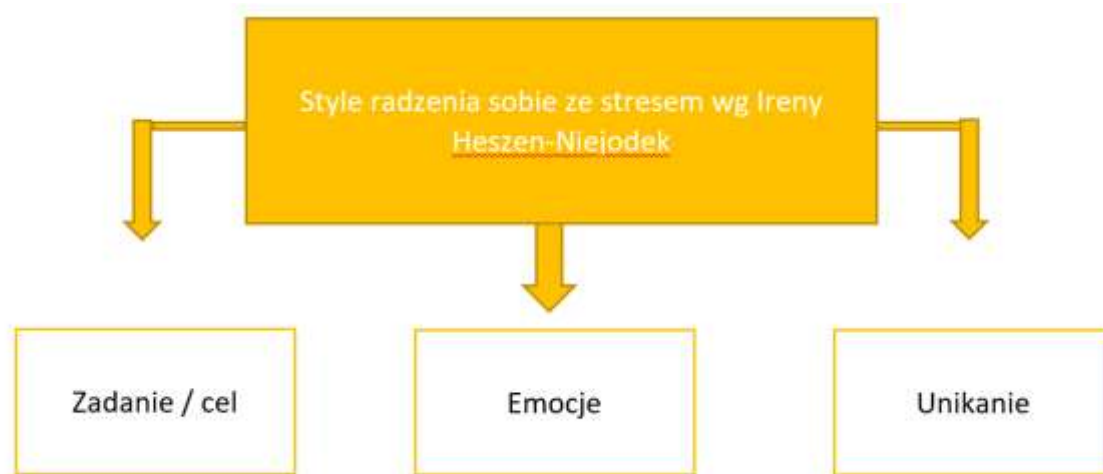 Style radzenia sobie ze stresem wg Ireny
Heszen-Niejodek
Zadanie / cel
Emocje
Unikanie